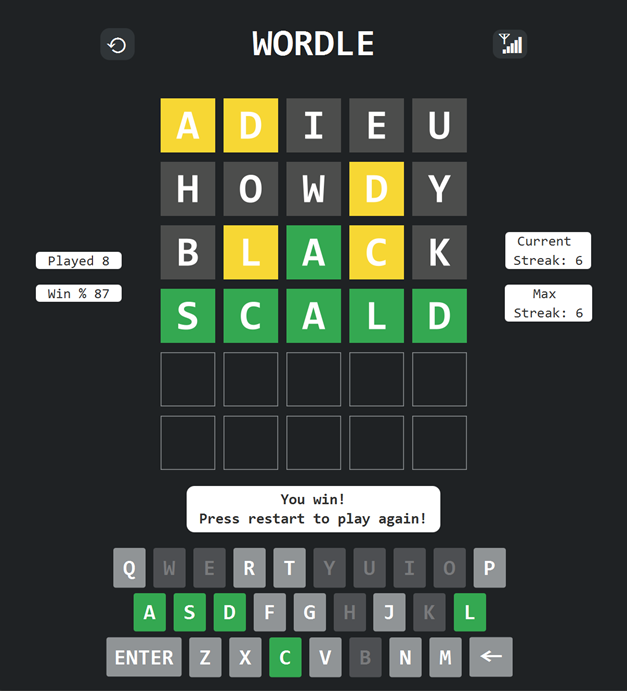 WORDLE
A D I E U
H O W D Y
B L A C K
S C A L D
Played 8
Win % 87
Current
Streak: 6
Max
Streak: 6
You win!
Press restart to play again!
Q W E R T Y U I O P
A S D F G H J K L
ENTER Z X C V B N M ←